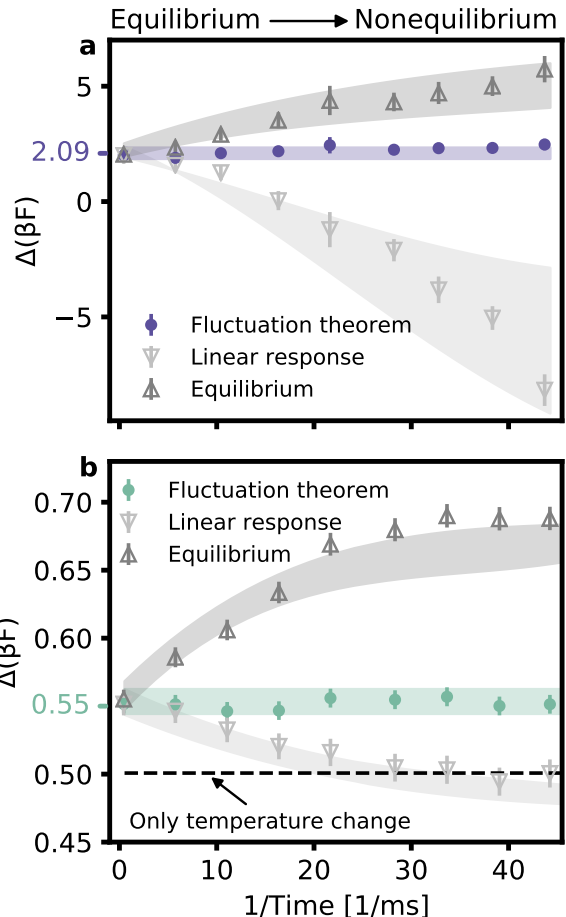 Equilibrium Nonequilibrium
a
5
2.09
0
−5
Δ(βF)
Fluctuation theorem
Linear response
Equilibrium
b
Fluctuation theorem
Linear response
Equilibrium
0.70
0.65
0.60
0.55
0.50
0.45
Δ(βF)
Only temperature change
0 10 20 30 40
1/Time [1/ms]